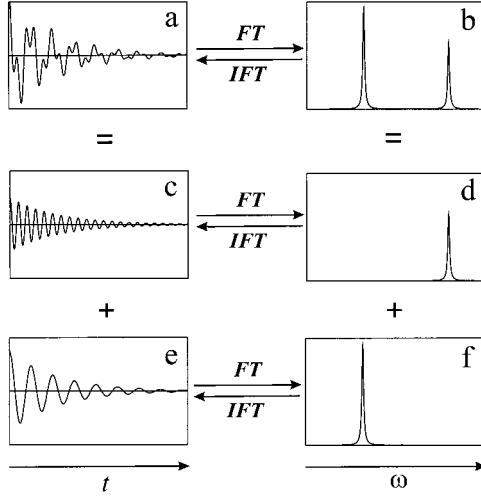 a FT b
IFT
= =
c FT d
IFT
+ +
e FT f
IFT
t ω